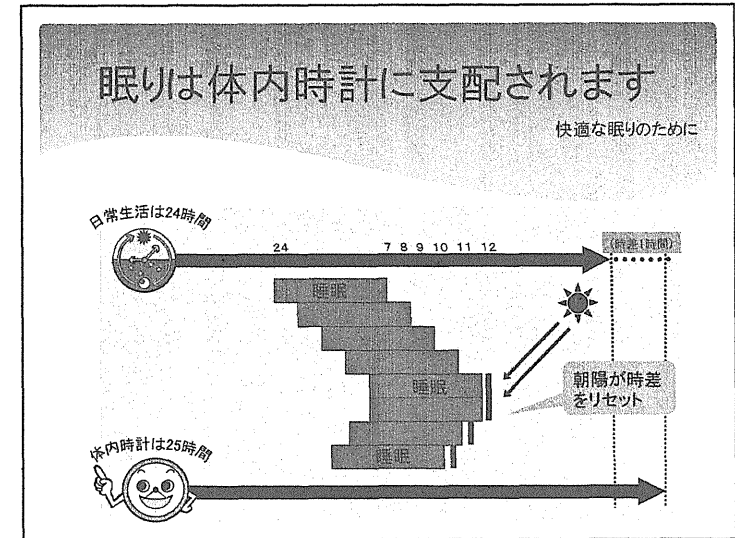 眠りは体内時計に支配されます
快適な眠りのために
日常生活は24時間
24 7 8 9 10 11 12
(時差1時間)
睡眠
睡眠
朝陽が時差
をリセット
睡眠
体内時計は25時間